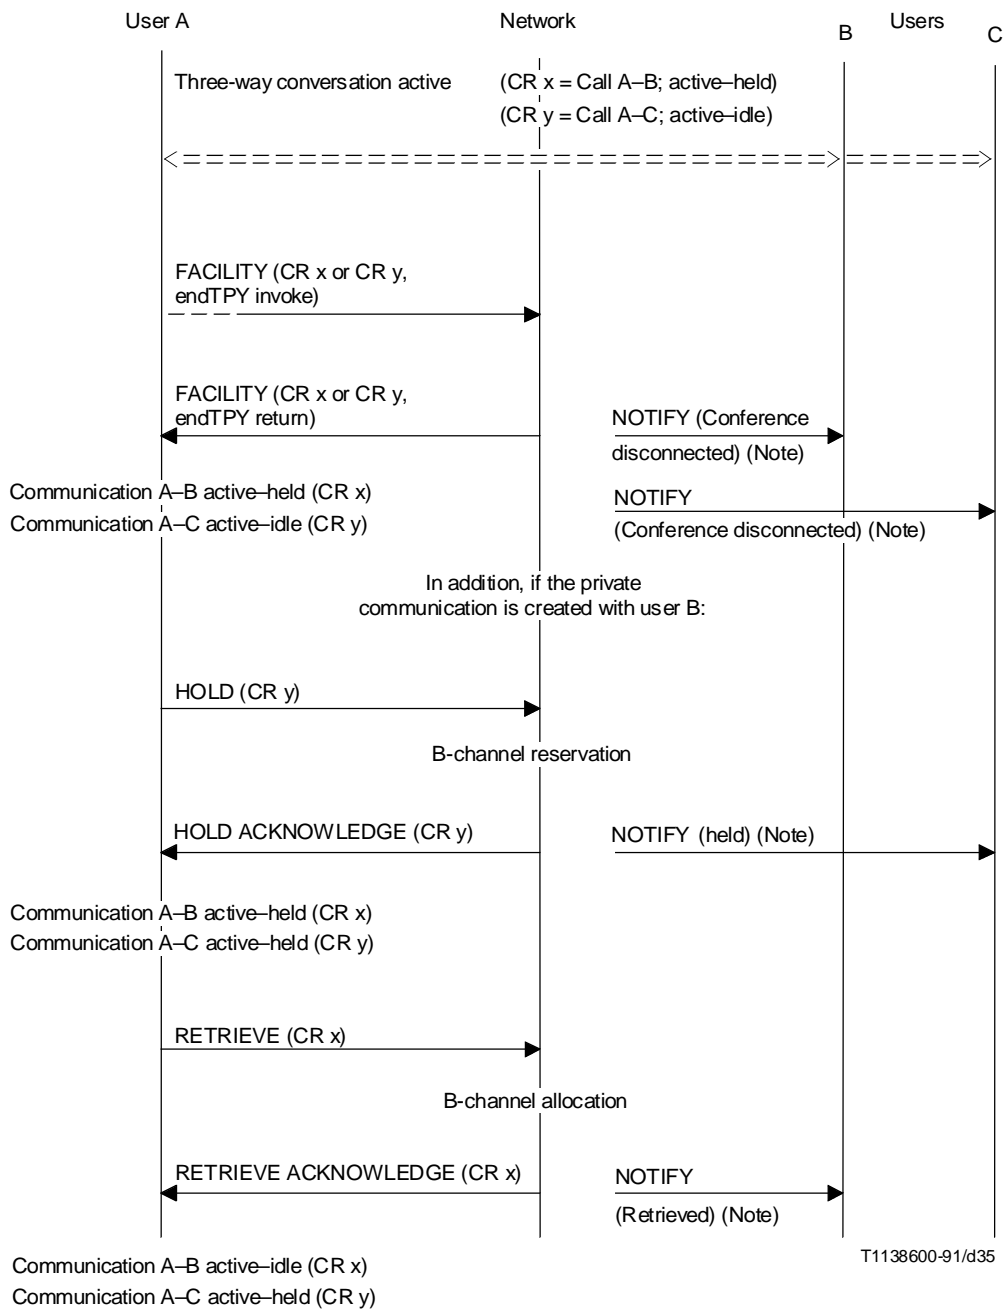 User A
Network
B
Users
C
Three-way conversation active
(CR x = Call A–B; active–held)
(CR y = Call A–C; active–idle)
FACILITY (CR x or CR y,
endTPY invoke)
FACILITY (CR x or CR y,
endTPY return)
NOTIFY (Conference
disconnected) (Note)
Communication A–B active–held (CR x)
Communication A–C active–idle (CR y)
NOTIFY
(Conference disconnected) (Note)
In addition, if the private
communication is created with user B:
HOLD (CR y)
B-channel reservation
HOLD ACKNOWLEDGE (CR y)
NOTIFY (held) (Note)
Communication A–B active–held (CR x)
Communication A–C active–held (CR y)
RETRIEVE (CR x)
B-channel allocation
RETRIEVE ACKNOWLEDGE (CR x)
NOTIFY
(Retrieved) (Note)
T1138600-91/d35
Communication A–B active–idle (CR x)
Communication A–C active–held (CR y)